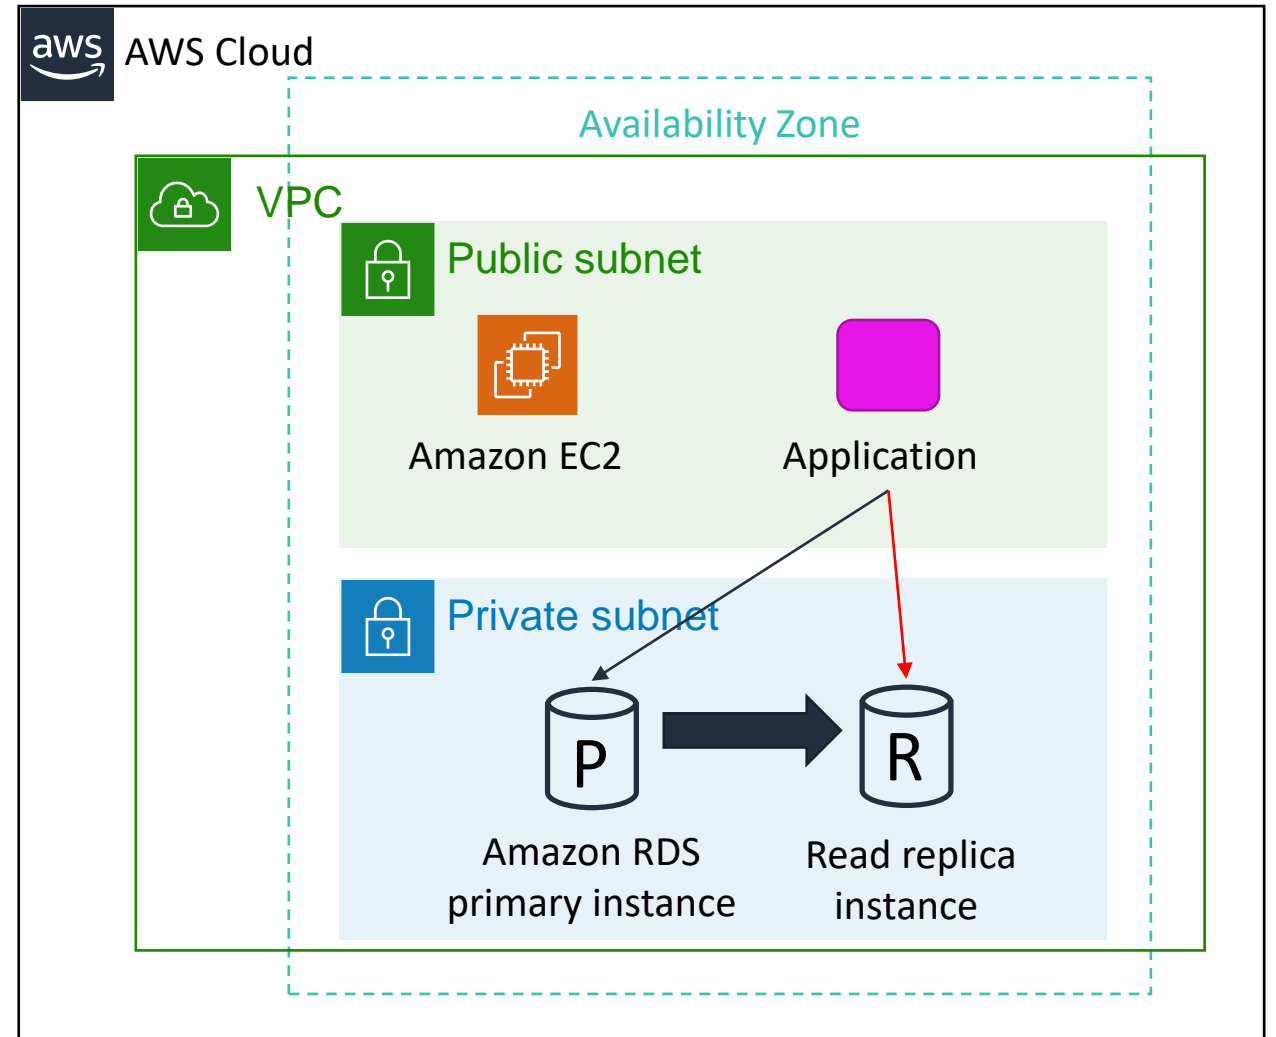 aws
AWS Cloud
Availability Zone
VPC
Public subnet
Amazon EC2
Application
Private subnet
P
R
Amazon RDS
primary instance
Read replica
instance